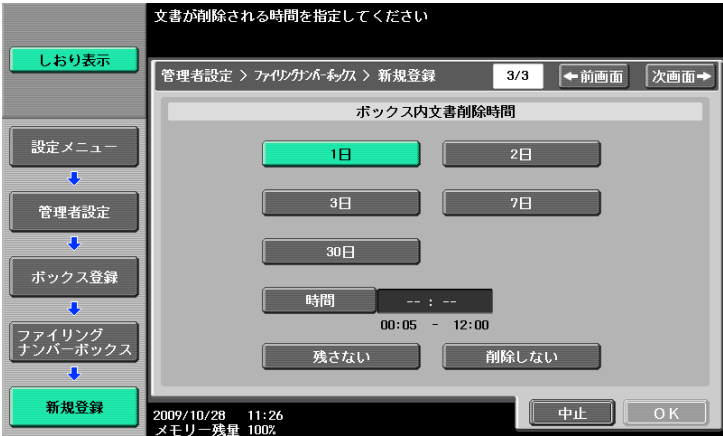 文書が削除される時間を指定してください
しおり表示
管理者設定 > ﾌｧｲﾘﾝｸﾞﾅﾝﾊﾞｰﾎﾞｯｸｽ > 新規登録
3/3
←前画面
次画面→
ボックス内文書削除時間
設定メニュー
管理者設定
ボックス登録
ファイリング
ナンバーボックス
新規登録
1日
2日
3日
7日
30日
時間
-- : --
00:05 - 12:00
残さない
削除しない
2009/10/28 11:26
メモリー残量 100%
中止
OK